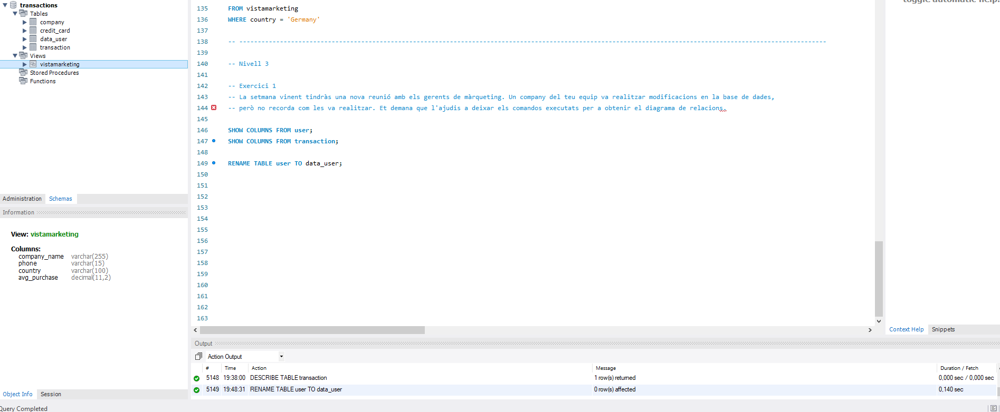 transactions
Tables
company
credit_card
data_user
transaction
Views
vistamarketing
Stored Procedures
Functions
Administration Schemas
Information
View: vistamarketing
Columns:
company_name varchar(255)
phone varchar(15)
country varchar(100)
avg_purchase decimal(11,2)
Object Info Session
Query Completed
135 FROM vistamarketing
136 WHERE country = 'Germany'
137
138 -- --------------------------------------------------------------------------------------------------------------------------------------------------------------
139
140 -- Nivell 3
141
142 -- Exercici 1
143 -- La setmana vinent tindràs una nova reunió amb els gerents de màrqueting. Un company del teu equip va realitzar modificacions en la base de dades,
144 -- però no recorda com les va realitzar. Et demana que l'ajudis a deixar els comandos executats per a obtenir el diagrama de relacions.
145
146 SHOW COLUMNS FROM user;
147 SHOW COLUMNS FROM transaction;
148
149 RENAME TABLE user TO data_user;
150
151
152
153
154
155
156
157
158
159
160
161
162
163
toggle automatic help.
Context Help Snippets
Output
Action Output
# Time Action Message Duration / Fetch
5148 19:38:00 DESCRIBE TABLE transaction 1 row(s) returned 0,000 sec / 0,000 sec
5149 19:48:31 RENAME TABLE user TO data_user 0 row(s) affected 0,140 sec